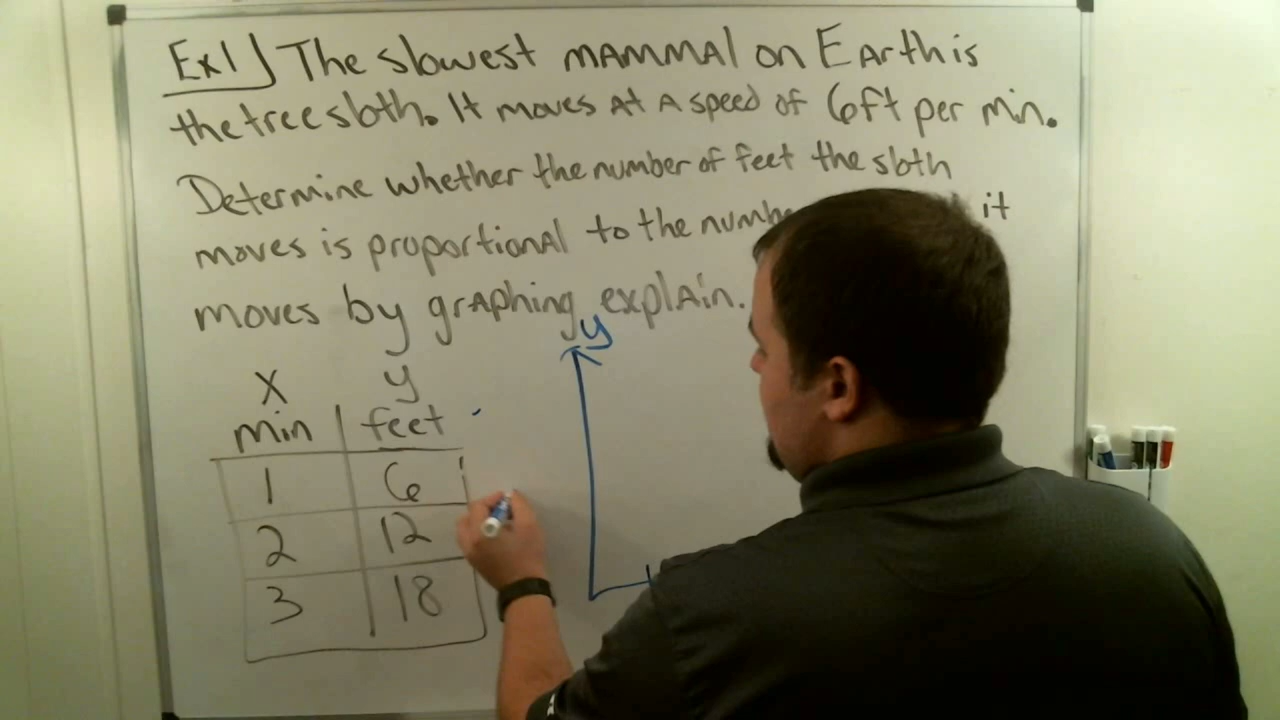 Ex1) The slowest mammal on Earth is
the tree sloth. It moves at a speed of 6ft per min.
Determine whether the number of feet the sloth
moves is proportional to the it
moves by graphing explain.
y
x y
min feet
1 6
2 12
3 18